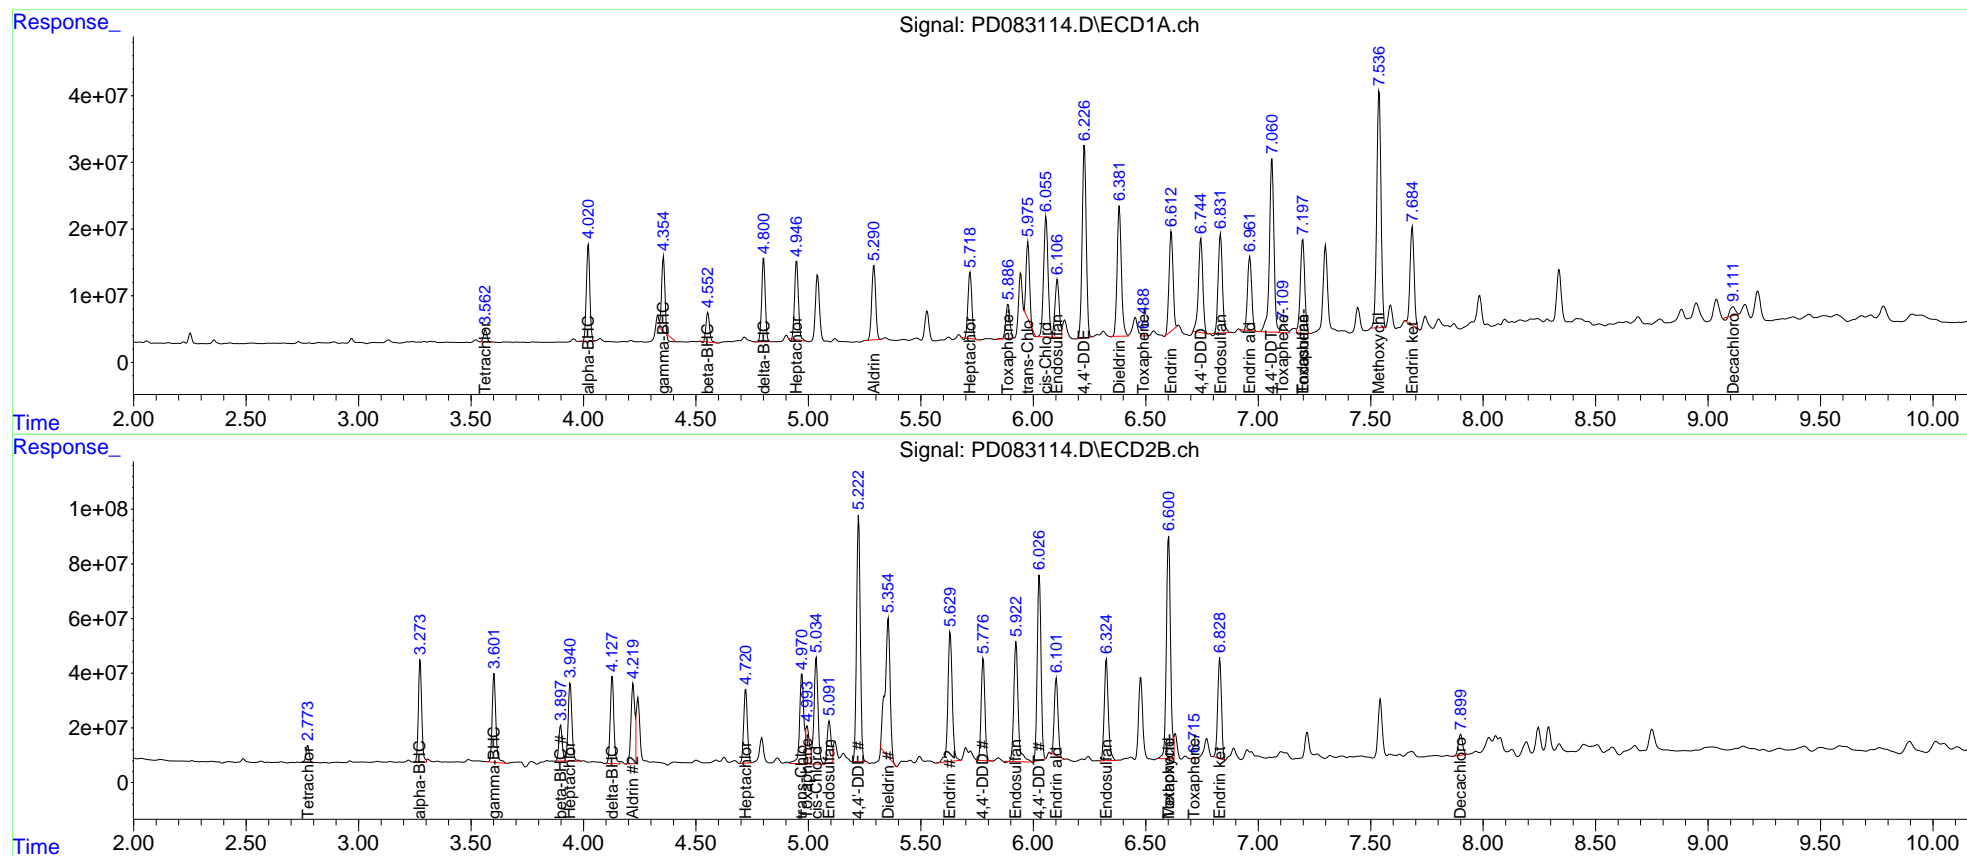 Response_
Signal: PD083114.D\ECD1A.ch
4e+07
3e+07
2e+07
1e+07
0
3.562
4.020
4.354
4.552
4.800
4.946
5.290
5.718
5.886
5.975
6.055
6.106
6.226
6.381
6.488
6.612
6.744
6.831
6.961
7.060
7.109
7.197
7.536
7.684
9.111
Tetrachlor
alpha-BHC
gamma-BHC
beta-BHC
delta-BHC
Heptachlor
Aldrin
Heptachlor
Toxaphene-
trans-Chlo
cis-Chlord
Endosulfan
4,4'-DDE
Dieldrin
Toxaphene-
Endrin
4,4'-DDD
Endosulfan
Endrin ald
4,4'-DDT
Toxaphene-
Methoxychl
Endrin ket
Decachloro
2.00 2.50 3.00 3.50 4.00 4.50 5.00 5.50 6.00 6.50 7.00 7.50 8.00 8.50 9.00 9.50 10.00
Time
Response_
Signal: PD083114.D\ECD2B.ch
1e+08
8e+07
6e+07
4e+07
2e+07
0
2.773
3.273
3.601
3.897
3.940
4.127
4.219
4.720
4.970
4.993
5.034
5.091
5.222
5.354
5.629
5.776
5.922
6.026
6.101
6.324
6.600
6.715
6.828
7.899
Tetrachlor
alpha-BHC
gamma-BHC
beta-BHC #
Heptachlor
delta-BHC
Aldrin #2
Heptachlor
trans-Chlo
Toxaphene-
cis-Chlord
Endosulfan
4,4'-DDE #
Dieldrin #
Endrin #2
4,4'-DDD #
Endosulfan
4,4'-DDT #
Endrin ald
Endosulfan
Toxaphene-
Endrin ket
Decachloro
2.00 2.50 3.00 3.50 4.00 4.50 5.00 5.50 6.00 6.50 7.00 7.50 8.00 8.50 9.00 9.50 10.00
Time